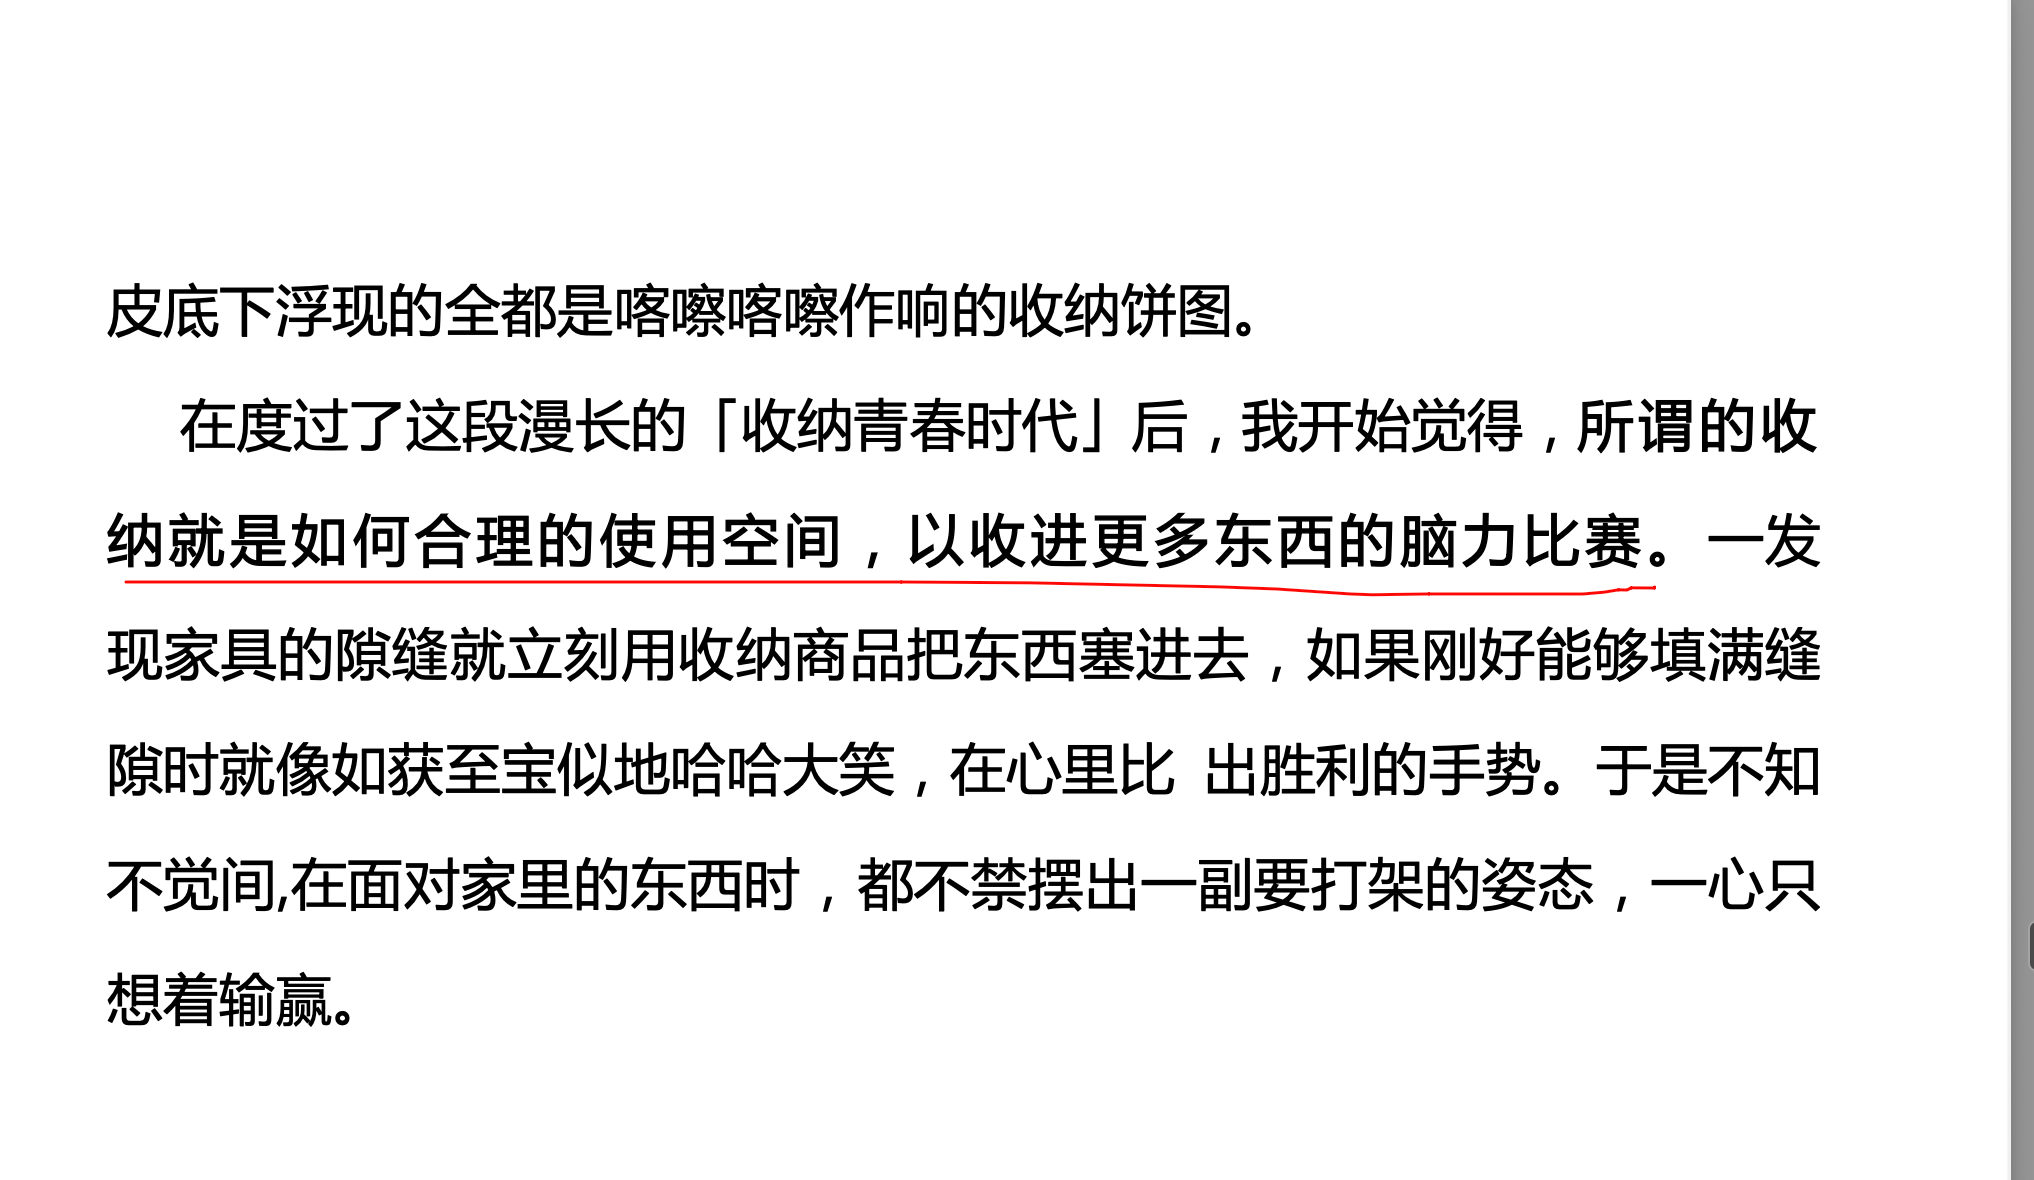 皮底下浮现的全都是喀嚓喀嚓作响的收纳饼图。
在度过了这段漫长的「收纳青春时代」后，我开始觉得，所谓的收
纳就是如何合理的使用空间，以收进更多东西的脑力比赛。一发
现家具的隙缝就立刻用收纳商品把东西塞进去，如果刚好能够填满缝
隙时就像如获至宝似地哈哈大笑，在心里比 出胜利的手势。于是不知
不觉间,在面对家里的东西时，都不禁摆出一副要打架的姿态，一心只
想着输赢。